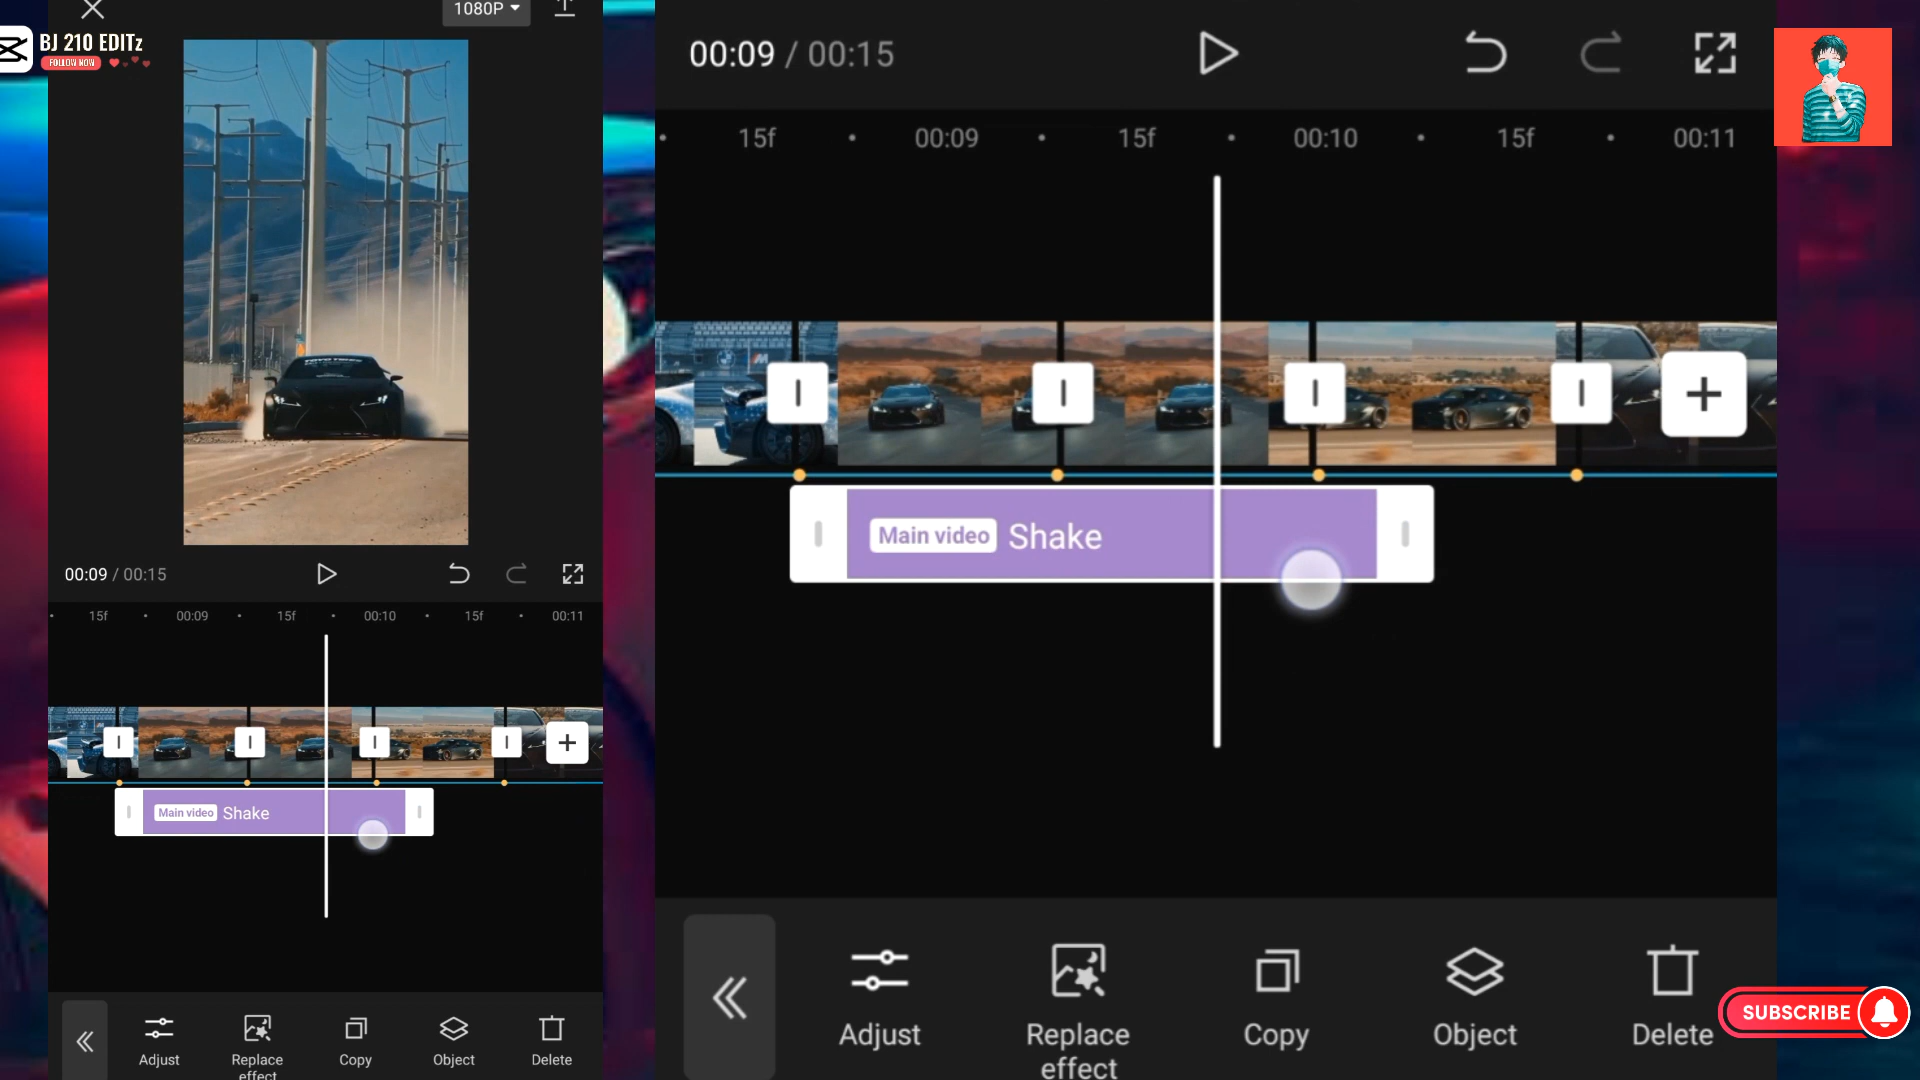 1080P
BJ 210 EDITz
FOLLOW NOW
00:09 / 00:15
15f 00:09 15f 00:10 15f 00:11
Main video Shake
Adjust Replace effect Copy Object Delete
00:09 / 00:15
15f 00:09 15f 00:10 15f 00:11
Main video Shake
Adjust Replace effect Copy Object Delete
SUBSCRIBE